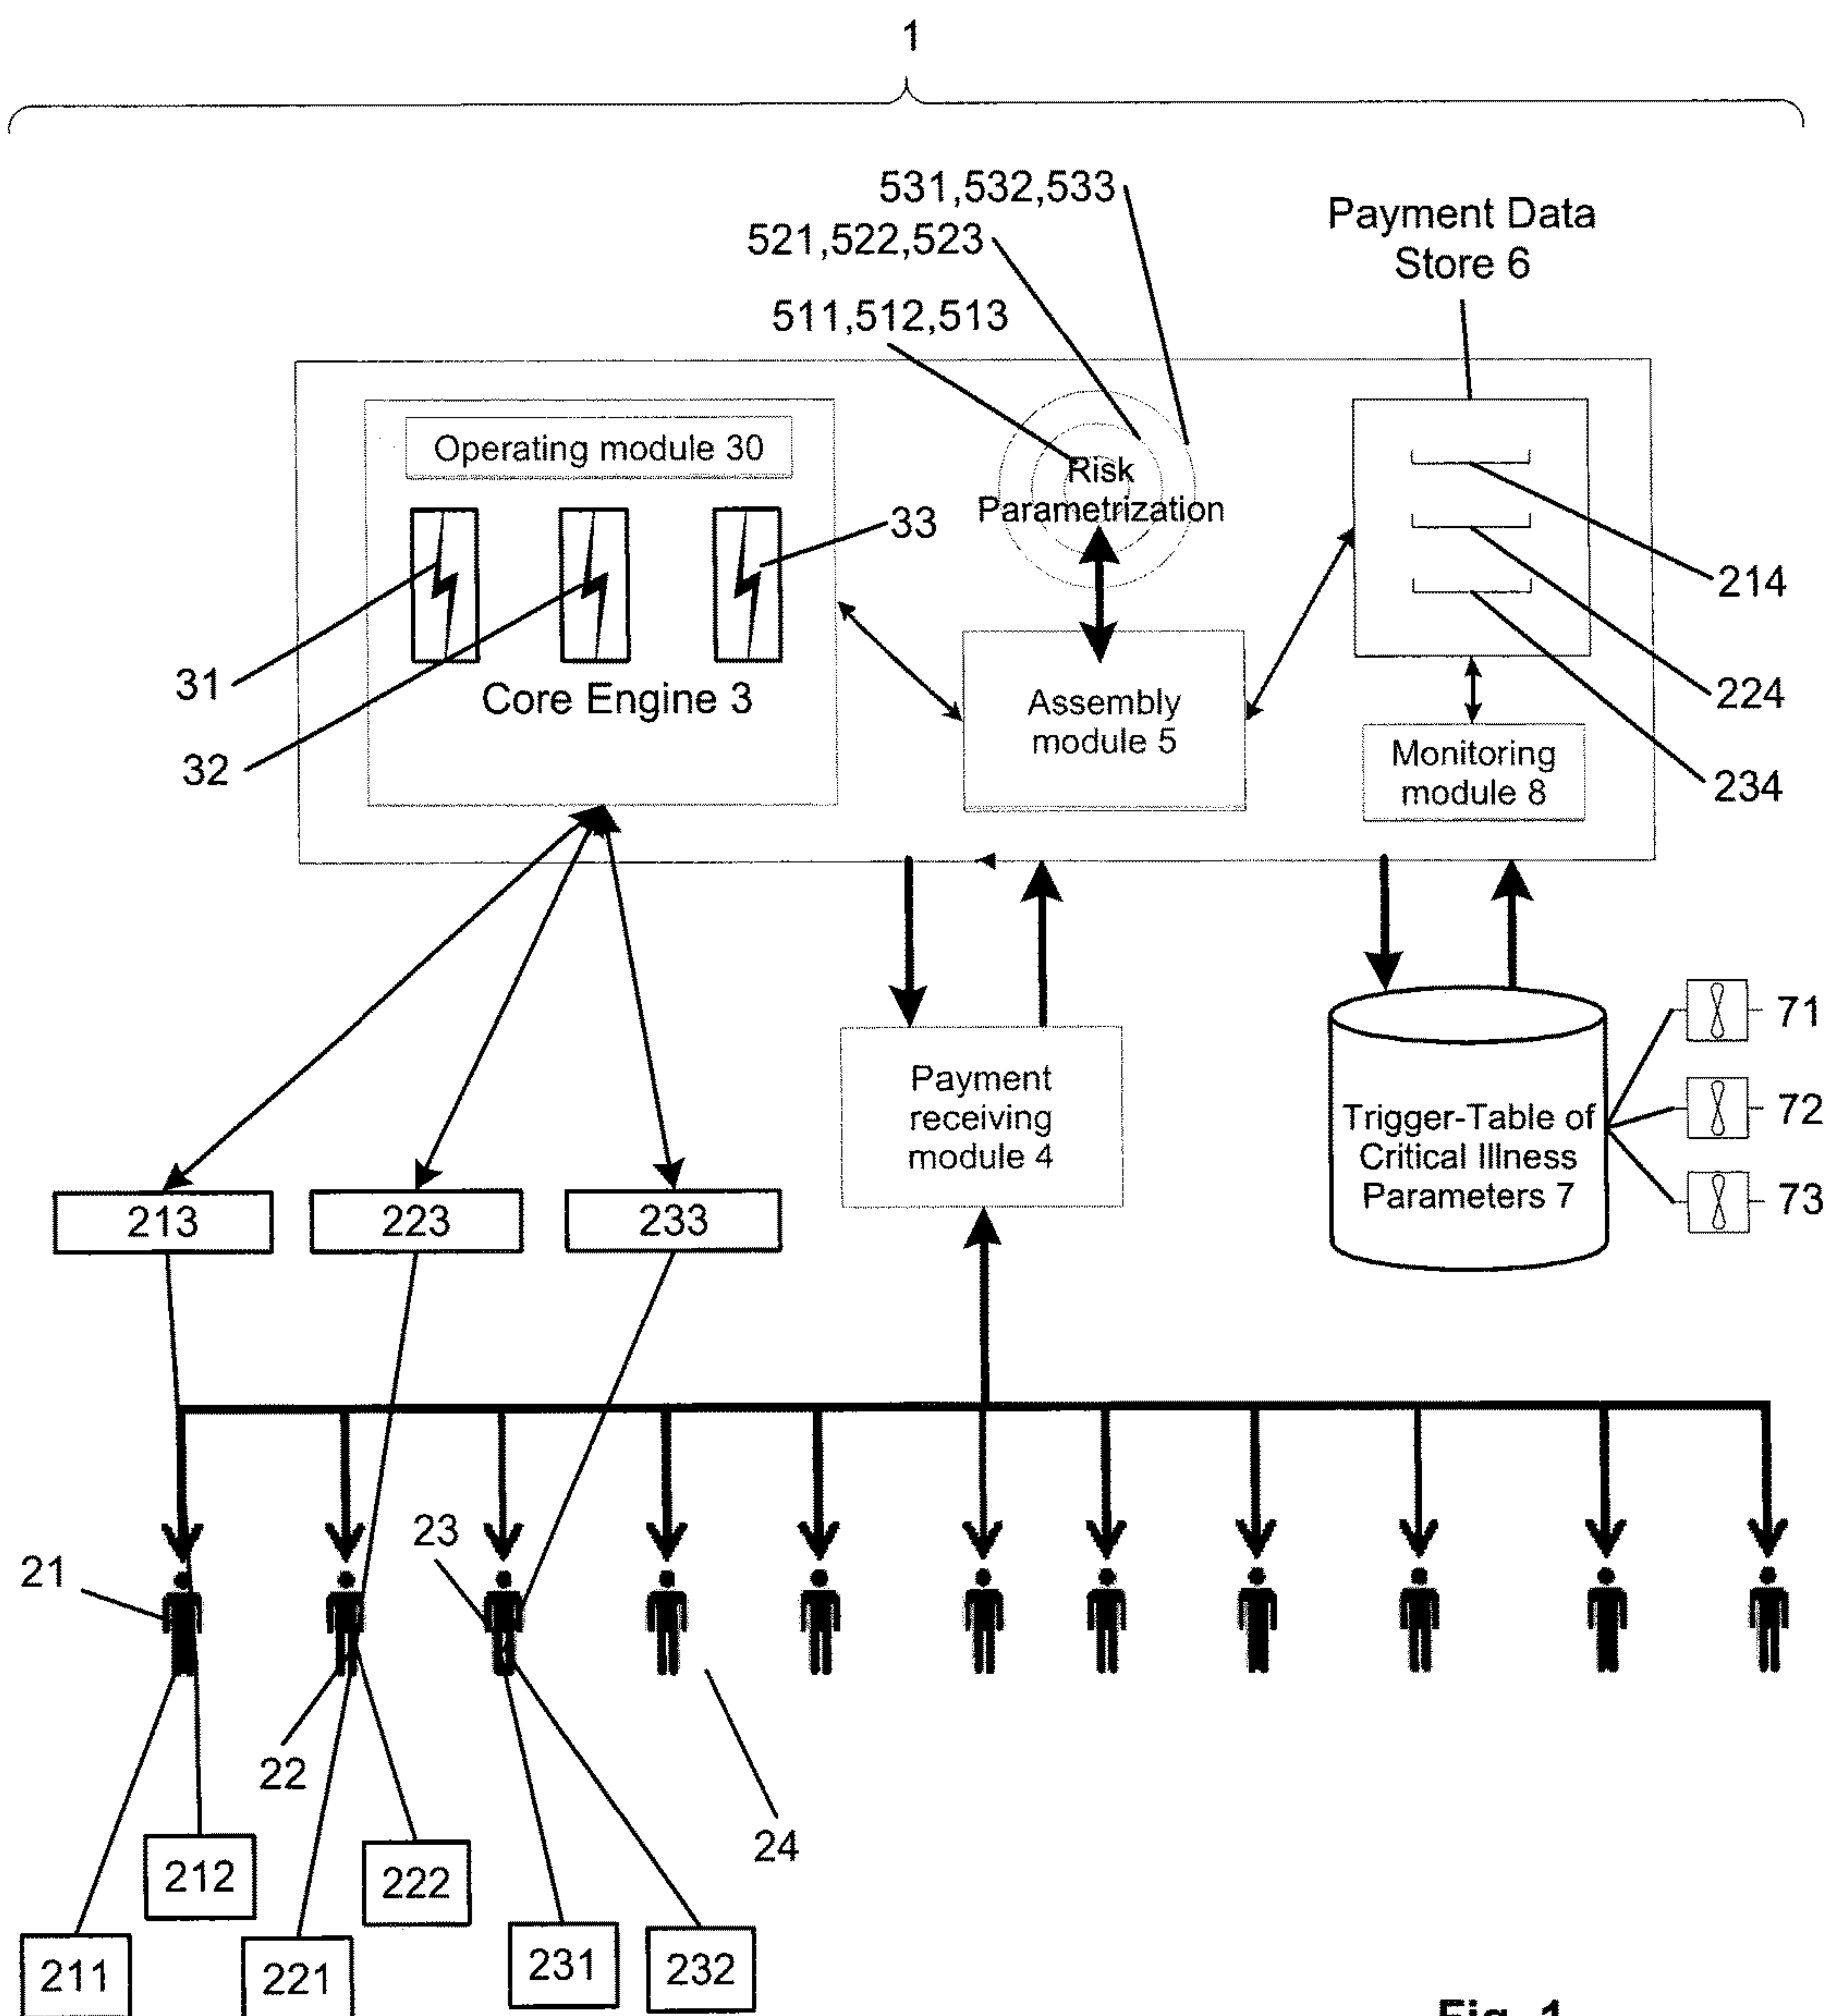 1
531,532,533
521,522,523
511,512,513
Payment Data
Store 6
Operating module 30
Risk
Parametrization
33
31
32
Core Engine 3
Assembly
module 5
214
224
234
Monitoring
module 8
71
72
73
Payment
receiving
module 4
Trigger-Table of
Critical Illness
Parameters 7
213
223
233
21
23
22
24
212
222
211
221
231
232
Fig. 1